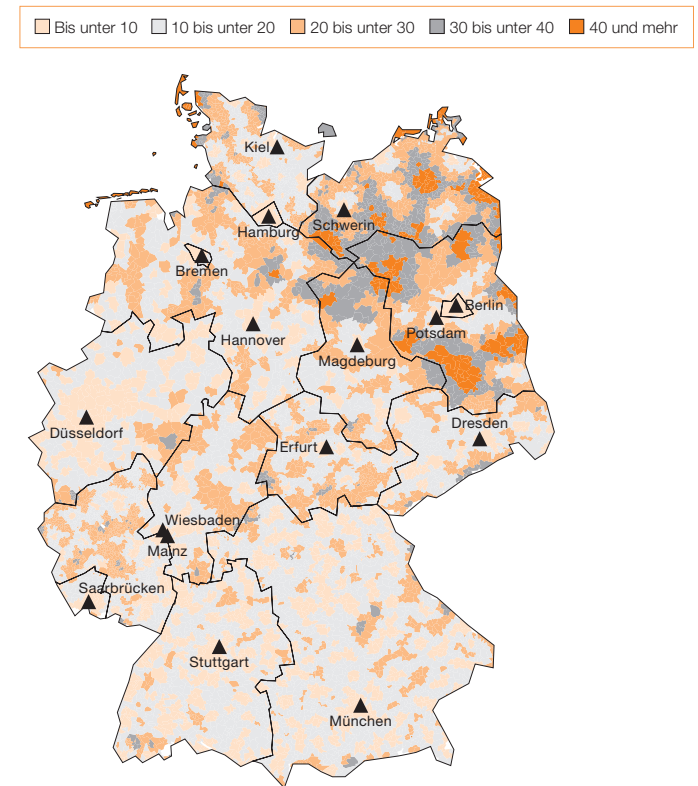 Bis unter 10 10 bis unter 20 20 bis unter 30 30 bis unter 40 40 und mehr
Kiel
Schwerin
Hamburg
Bremen
Berlin
Potsdam
Hannover
Magdeburg
Düsseldorf
Dresden
Erfurt
Wiesbaden
Mainz
Saarbrücken
Stuttgart
München